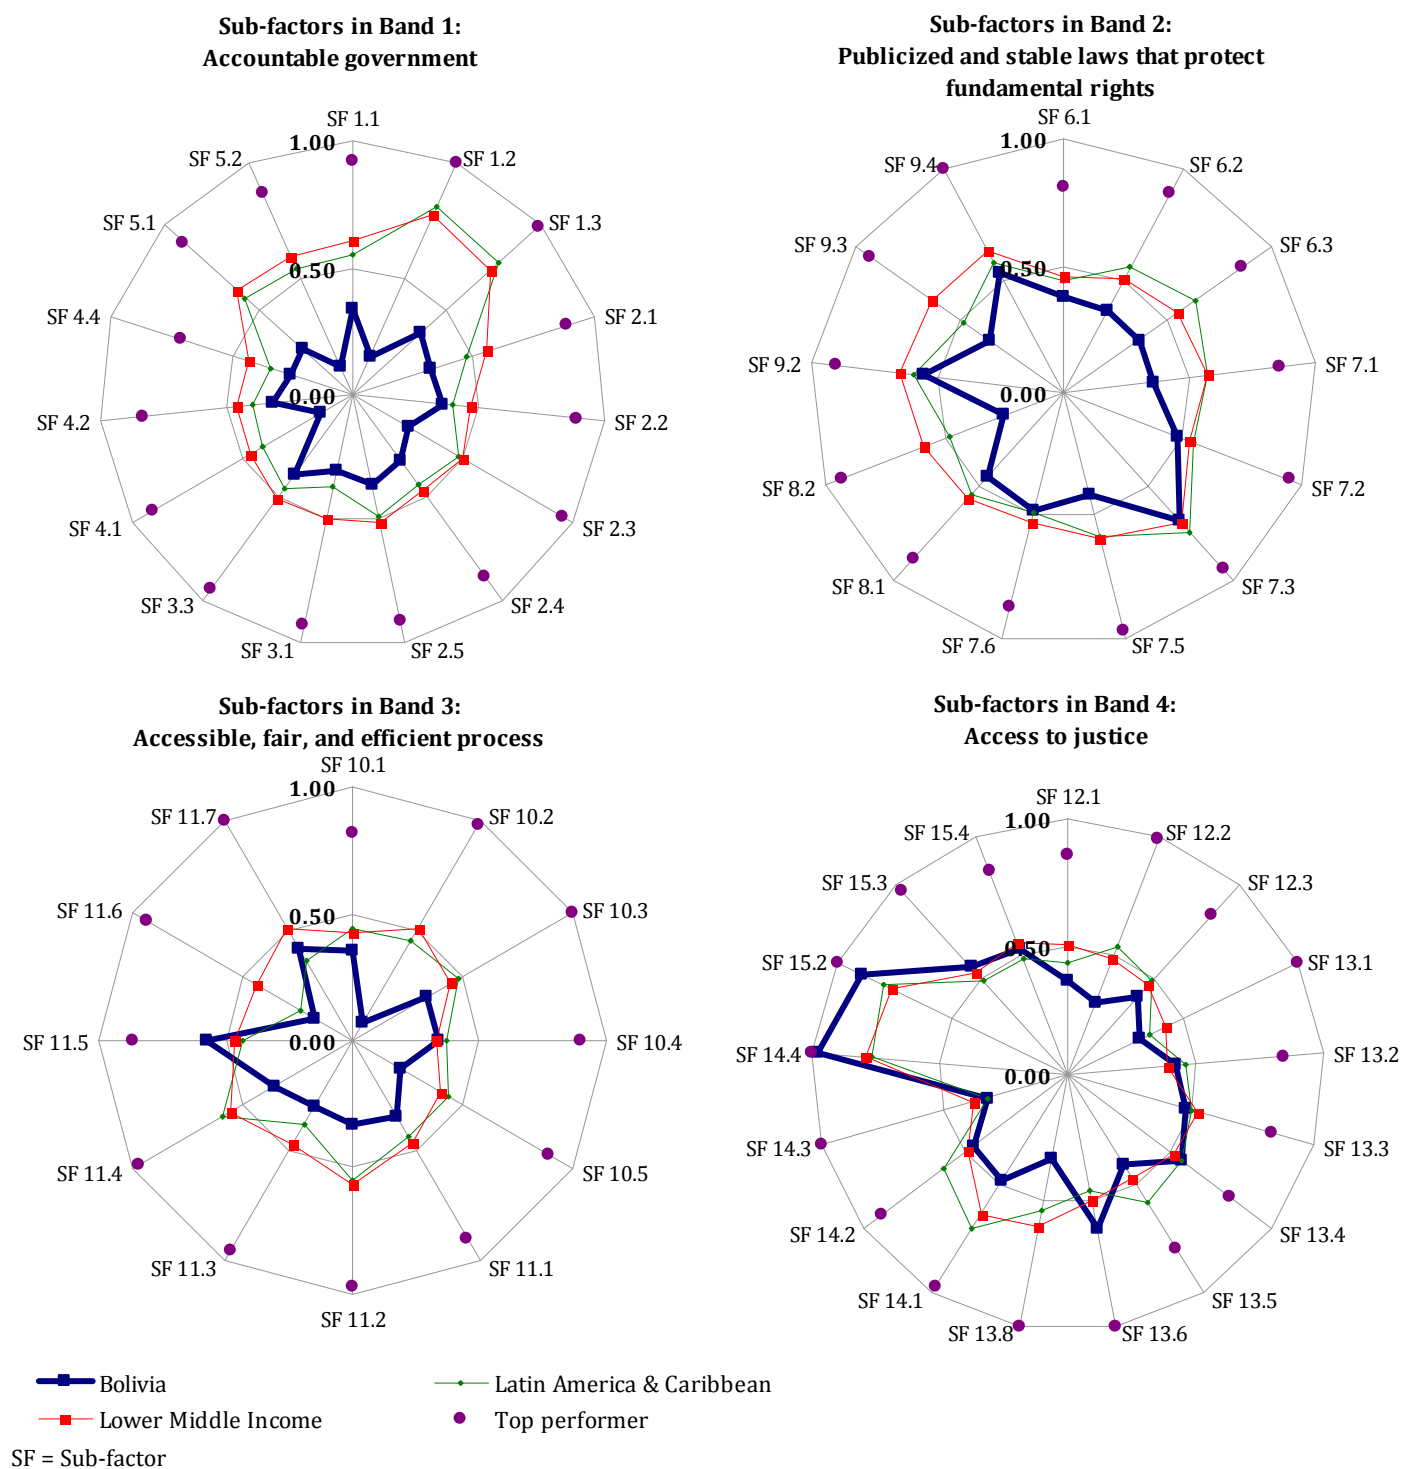 Sub-factors in Band 1:
Accountable government
SF 1.1
1.00
SF 1.2
SF 5.2
SF 1.3
SF 5.1
0.50
SF 4.4
SF 2.1
0.00
SF 4.2
SF 2.2
SF 4.1
SF 2.3
SF 3.3
SF 2.4
SF 3.1
SF 2.5
Sub-factors in Band 2:
Publicized and stable laws that protect
fundamental rights
SF 6.1
1.00
SF 9.4
SF 6.2
SF 9.3
SF 6.3
0.50
SF 9.2
SF 7.1
0.00
SF 8.2
SF 7.2
SF 8.1
SF 7.3
SF 7.6
SF 7.5
Sub-factors in Band 3:
Accessible, fair, and efficient process
SF 10.1
1.00
SF 11.7
SF 10.2
SF 11.6
SF 10.3
0.50
SF 11.5
0.00
SF 10.4
SF 11.4
SF 10.5
SF 11.3
SF 11.1
SF 11.2
Sub-factors in Band 4:
Access to justice
SF 12.1
1.00
SF 15.4
SF 12.2
SF 15.3
SF 12.3
0.50
SF 15.2
SF 13.1
SF 14.4
SF 13.2
0.00
SF 14.3
SF 13.3
SF 14.2
SF 13.4
SF 14.1
SF 13.5
SF 13.8
SF 13.6
Bolivia
Latin America & Caribbean
Lower Middle Income
Top performer
SF = Sub-factor